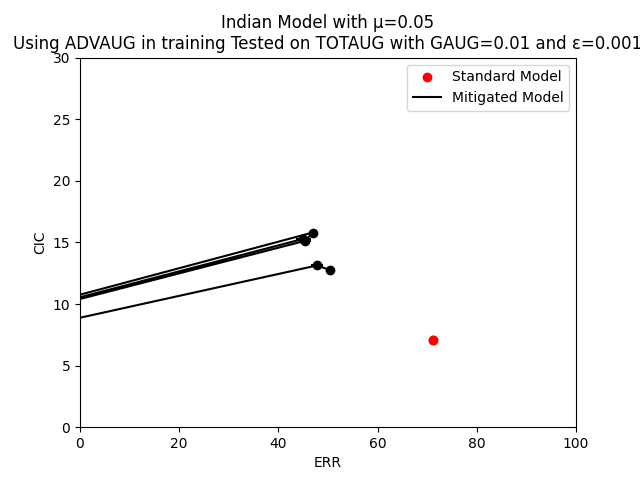 Indian Model with μ=0.05
Using ADVAUG in training Tested on TOTAUG with GAUG=0.01 and ε=0.001
30
25
20
15
10
5
0
CIC
Standard Model
Mitigated Model
0 20 40 60 80 100
ERR